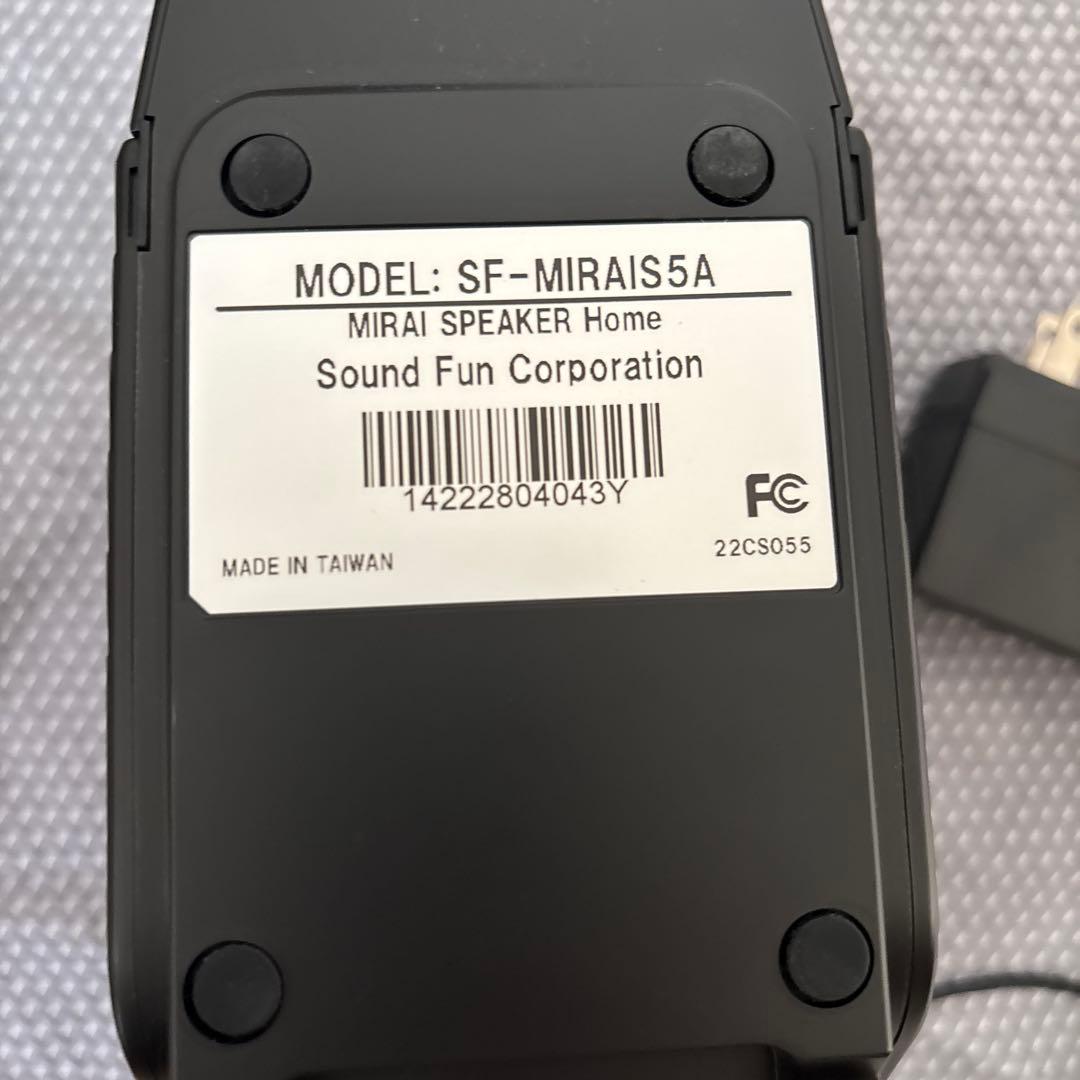 MODEL: SF-MIRAIS5A
MIRAI SPEAKER Home
Sound Fun Corporation
14222804043Y
FC
MADE IN TAIWAN
22CS055